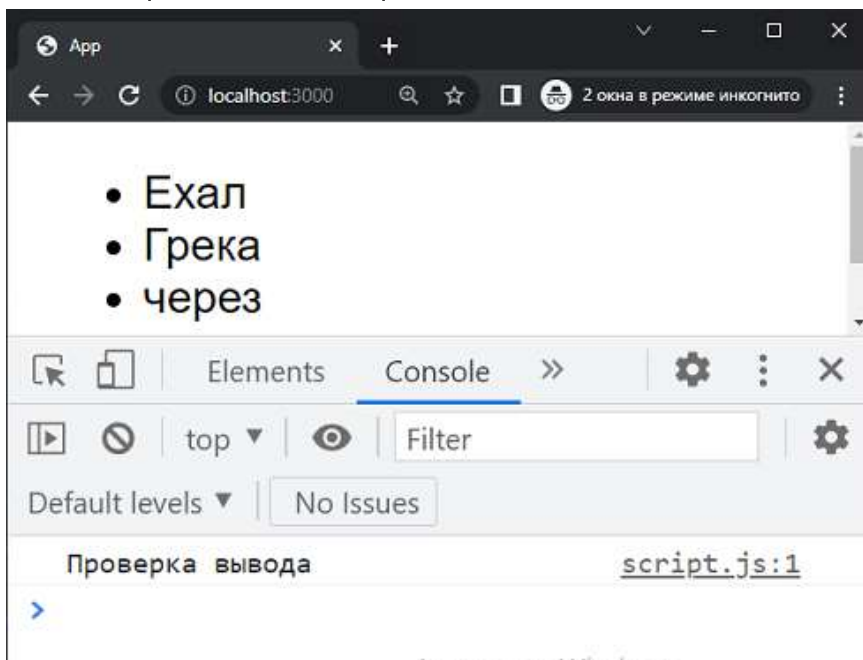 App
localhost:3000 2 окна в режиме инкогнито
Ехал
Грека
через
Elements Console
top Filter
Default levels No Issues
Проверка вывода script.js:1